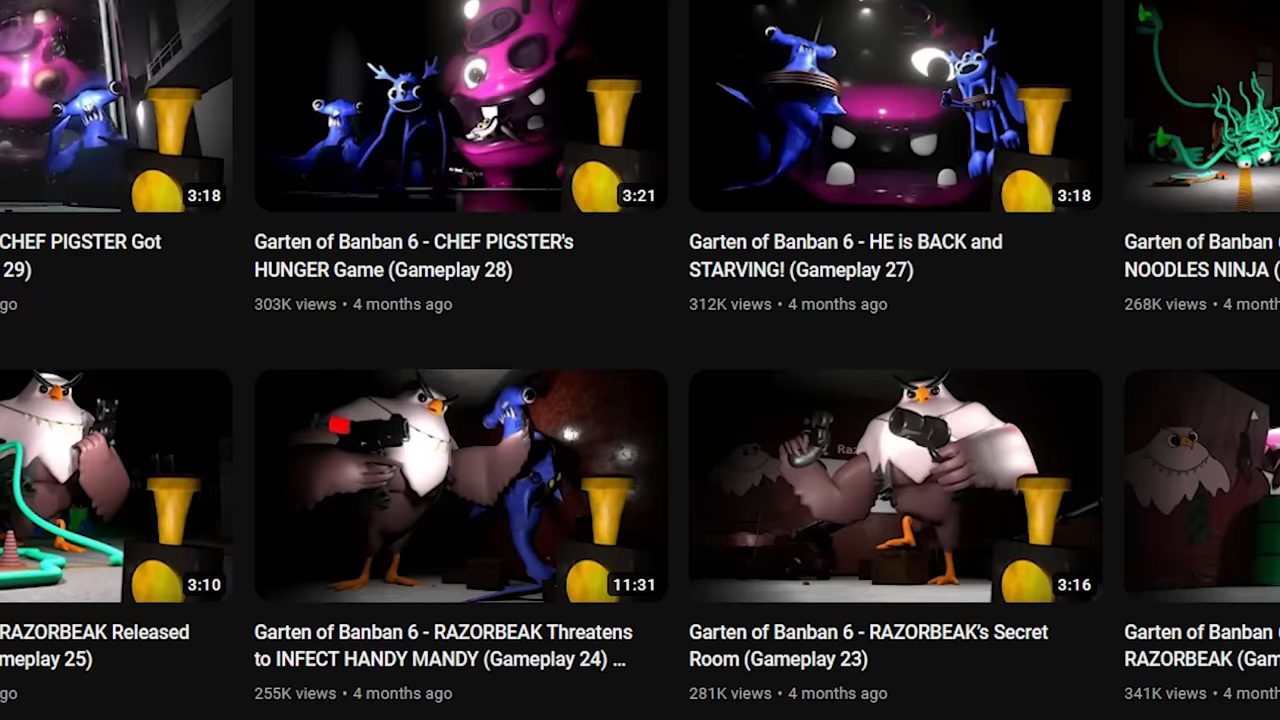 3:18
3:21
3:18
CHEF PIGSTER Got
29)
go
Garten of Banban 6 - CHEF PIGSTER's
HUNGER Game (Gameplay 28)
303K views • 4 months ago
Garten of Banban 6 - HE is BACK and
STARVING! (Gameplay 27)
312K views • 4 months ago
Garten of Banban
NOODLES NINJA (
268K views • 4 month
Raz
3:10
11:31
3:16
RAZORBEAK Released
meplay 25)
go
Garten of Banban 6 - RAZORBEAK Threatens
to INFECT HANDY MANDY (Gameplay 24) ...
255K views • 4 months ago
Garten of Banban 6 - RAZORBEAK's Secret
Room (Gameplay 23)
281K views • 4 months ago
Garten of Banban
RAZORBEAK (Gam
341K views • 4 month